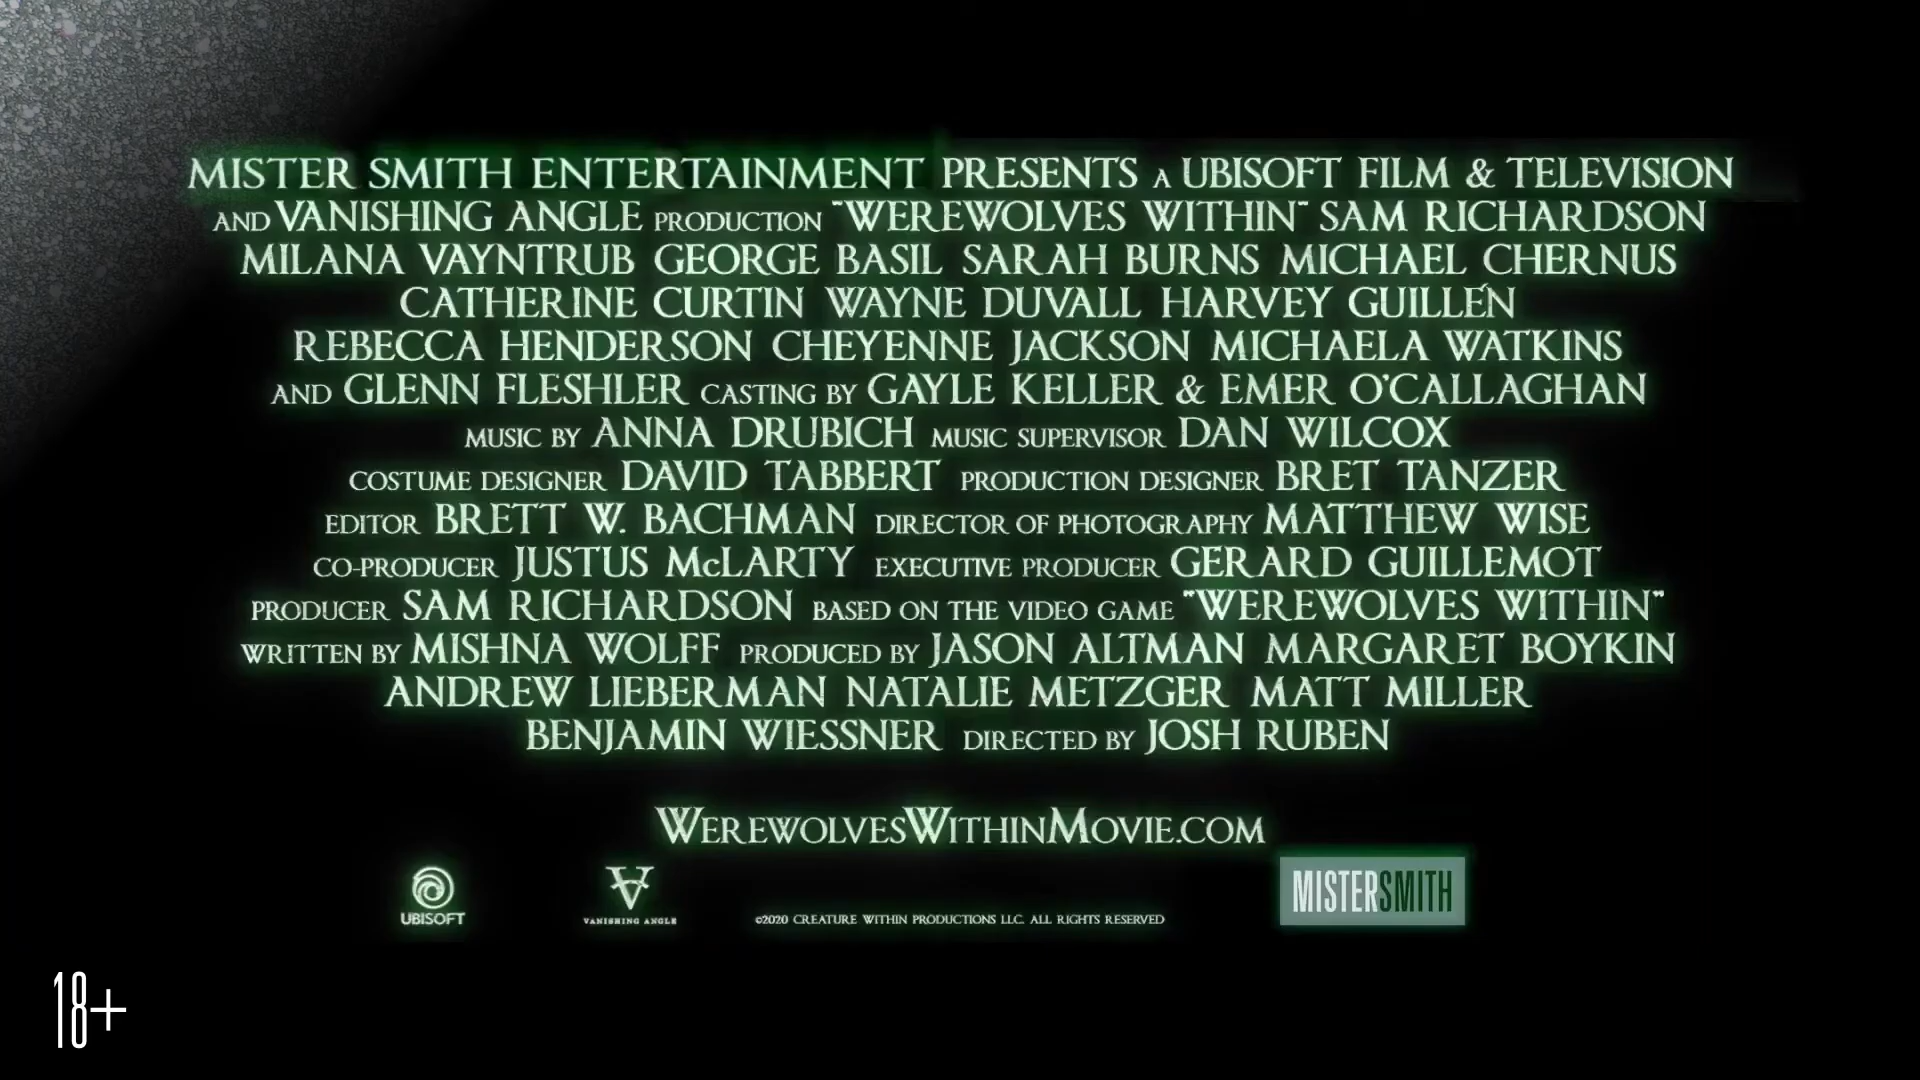 MISTER SMITH ENTERTAINMENT PRESENTS A UBISOFT FILM & TELEVISION
AND VANISHING ANGLE PRODUCTION "WEREWOLVES WITHIN" SAM RICHARDSON
MILANA VAYNTRUB GEORGE BASIL SARAH BURNS MICHAEL CHERNUS
CATHERINE CURTIN WAYNE DUVALL HARVEY GUILLÉN
REBECCA HENDERSON CHEYENNE JACKSON MICHAELA WATKINS
AND GLENN FLESHLER CASTING BY GAYLE KELLER & EMER O'CALLAGHAN
MUSIC BY ANNA DRUBICH MUSIC SUPERVISOR DAN WILCOX
COSTUME DESIGNER DAVID TABBERT PRODUCTION DESIGNER BRET TANZER
EDITOR BRETT W. BACHMAN DIRECTOR OF PHOTOGRAPHY MATTHEW WISE
CO-PRODUCER JUSTUS McLARTY EXECUTIVE PRODUCER GERARD GUILLEMOT
PRODUCER SAM RICHARDSON BASED ON THE VIDEO GAME "WEREWOLVES WITHIN"
WRITTEN BY MISHNA WOLFF PRODUCED BY JASON ALTMAN MARGARET BOYKIN
ANDREW LIEBERMAN NATALIE METZGER MATT MILLER
BENJAMIN WIESSNER DIRECTED BY JOSH RUBEN
WEREWOLVESWITHINMOVIE.COM
UBISOFT
VANISHING ANGLE
©2020 CREATURE WITHIN PRODUCTIONS LLC. ALL RIGHTS RESERVED
MISTERSMITH
18+